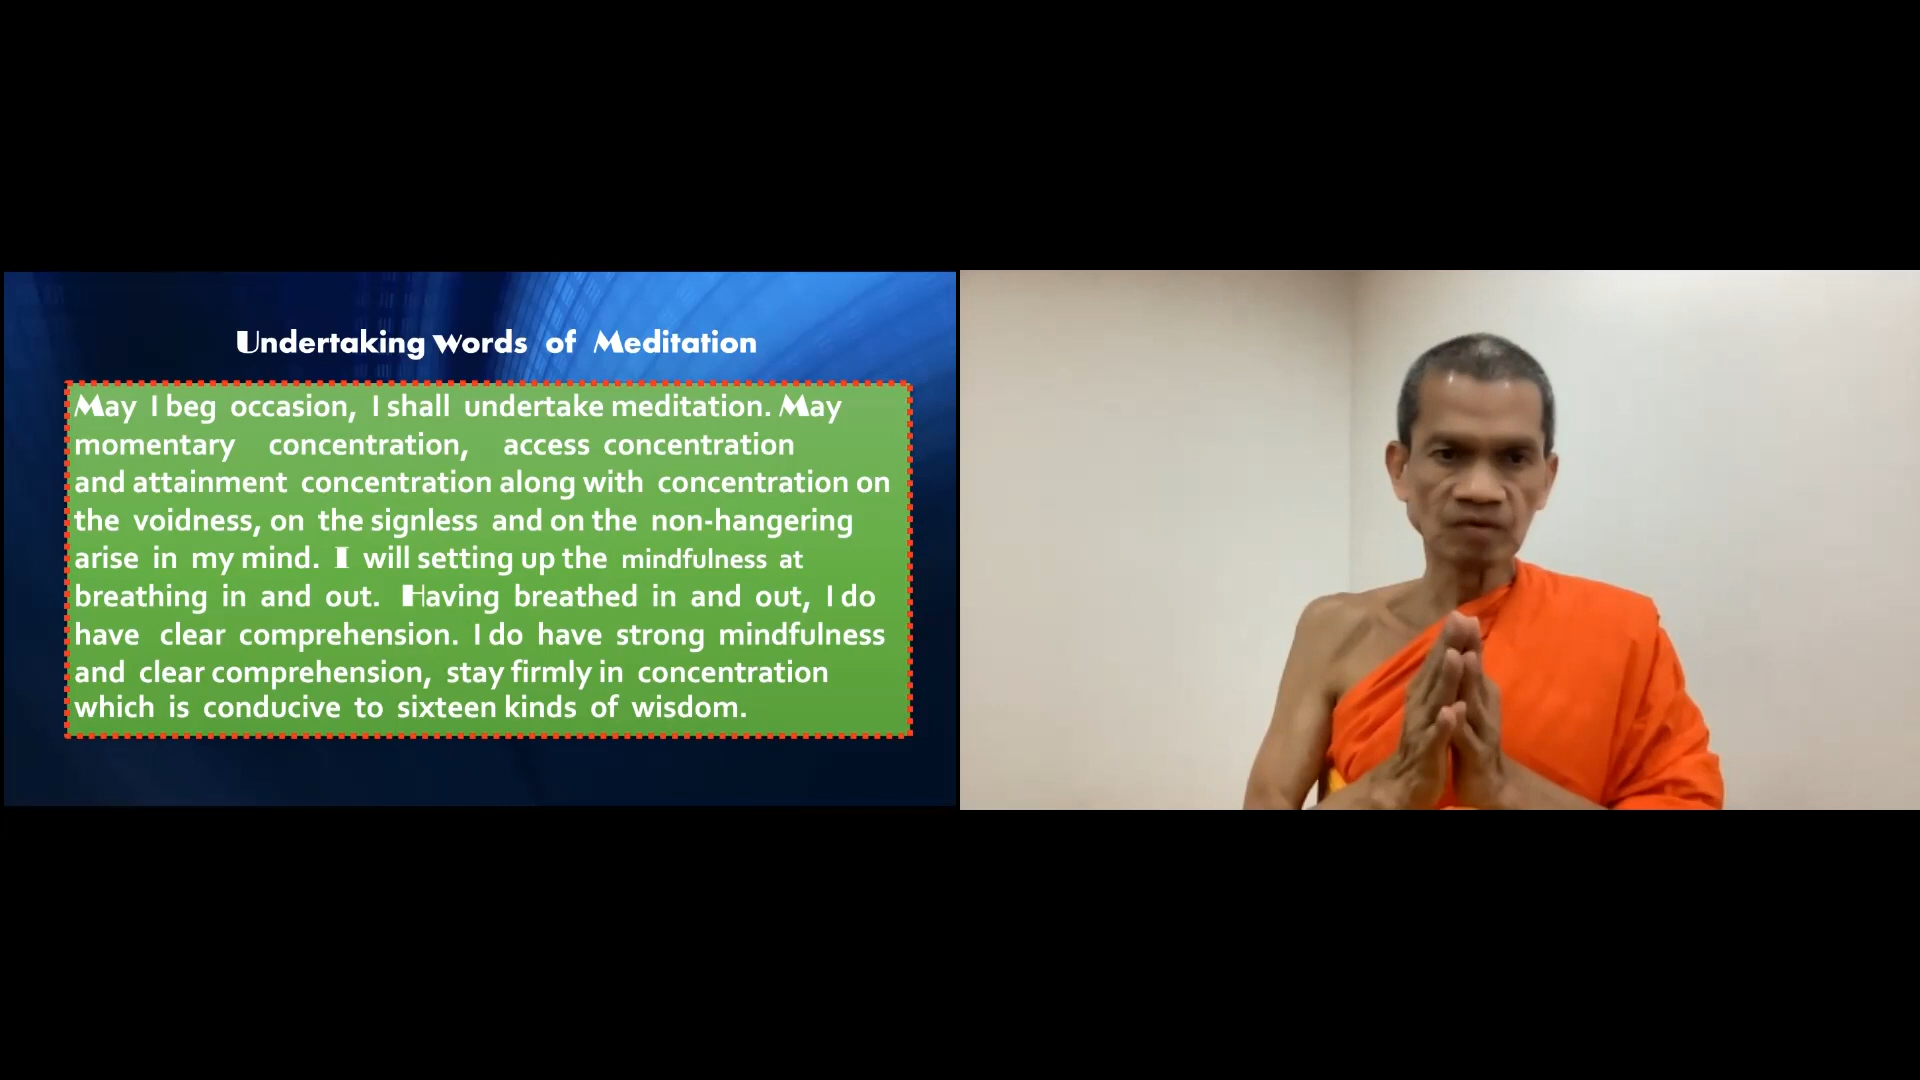 Undertaking Words of Meditation
May I beg occasion, I shall undertake meditation. May
momentary concentration, access concentration
and attainment concentration along with concentration on
the voidness, on the signless and on the non-hangering
arise in my mind. I will setting up the mindfulness at
breathing in and out. Having breathed in and out, I do
have clear comprehension. I do have strong mindfulness
and clear comprehension, stay firmly in concentration
which is conducive to sixteen kinds of wisdom.